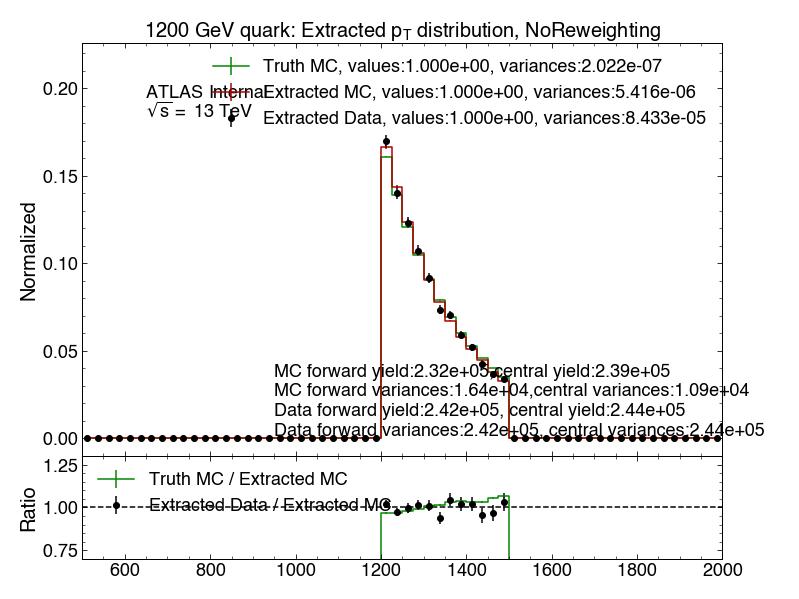 1200 GeV quark: Extracted pT distribution, NoReweighting
Truth MC, values:1.000e+00, variances:2.022e-07
ATLAS Internal
Extracted MC, values:1.000e+00, variances:5.416e-06
√s = 13 TeV
Extracted Data, values:1.000e+00, variances:8.433e-05
Normalized
0.20
0.15
0.10
0.05
0.00
MC forward yield:2.32e+05,central yield:2.39e+05
MC forward variances:1.64e+04,central variances:1.09e+04
Data forward yield:2.42e+05, central yield:2.44e+05
Data forward variances:2.42e+05, central variances:2.44e+05
Ratio
1.25
1.00
0.75
Truth MC / Extracted MC
Extracted Data / Extracted MC
600 800 1000 1200 1400 1600 1800 2000